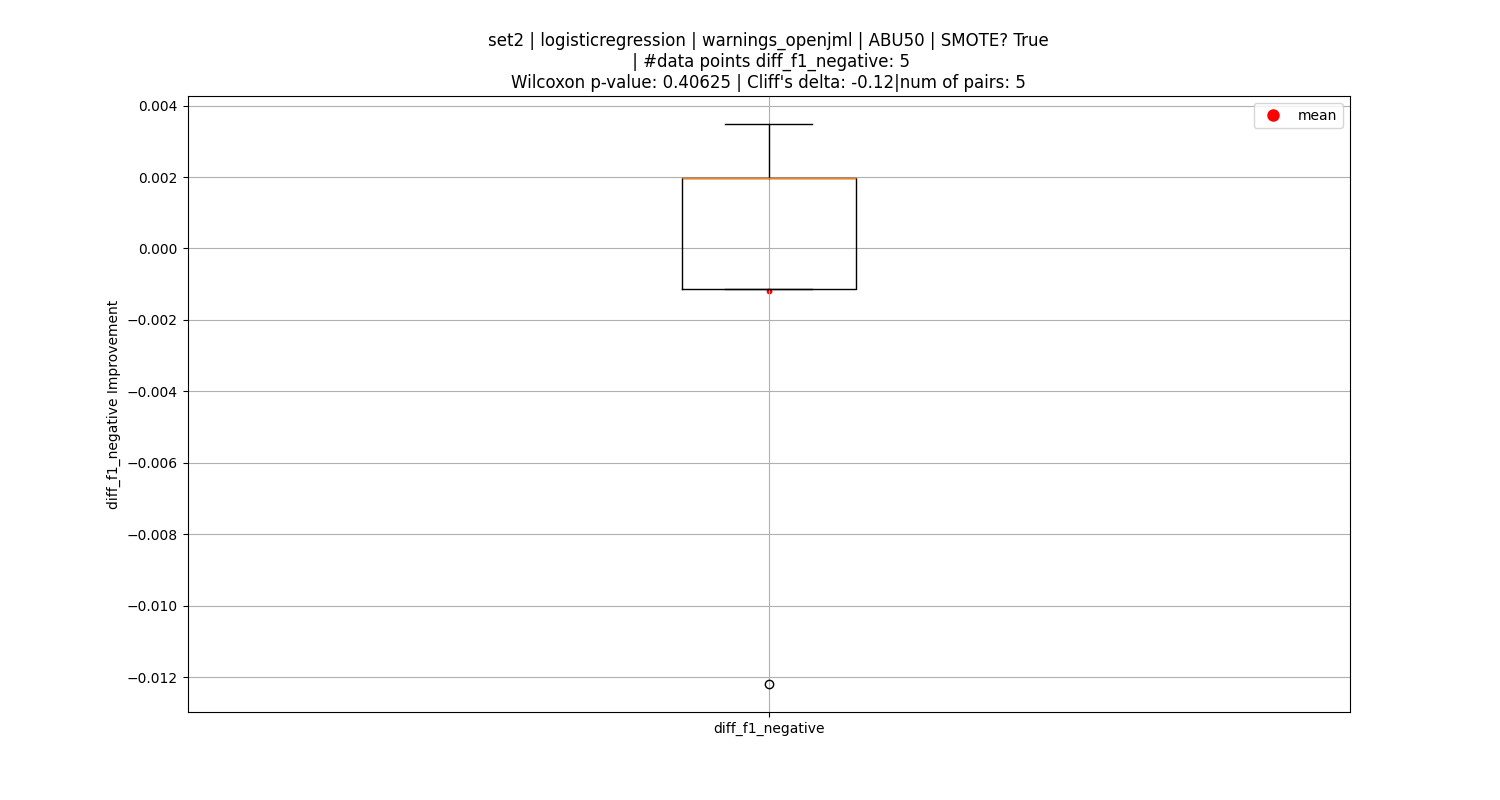 set2 | logisticregression | warnings_openjml | ABU50 | SMOTE? True
| #data points diff_f1_negative: 5
Wilcoxon p-value: 0.40625 | Cliff's delta: -0.12|num of pairs: 5
mean
0.004
0.002
0.000
−0.002
−0.004
−0.006
−0.008
−0.010
−0.012
diff_f1_negative Improvement
diff_f1_negative